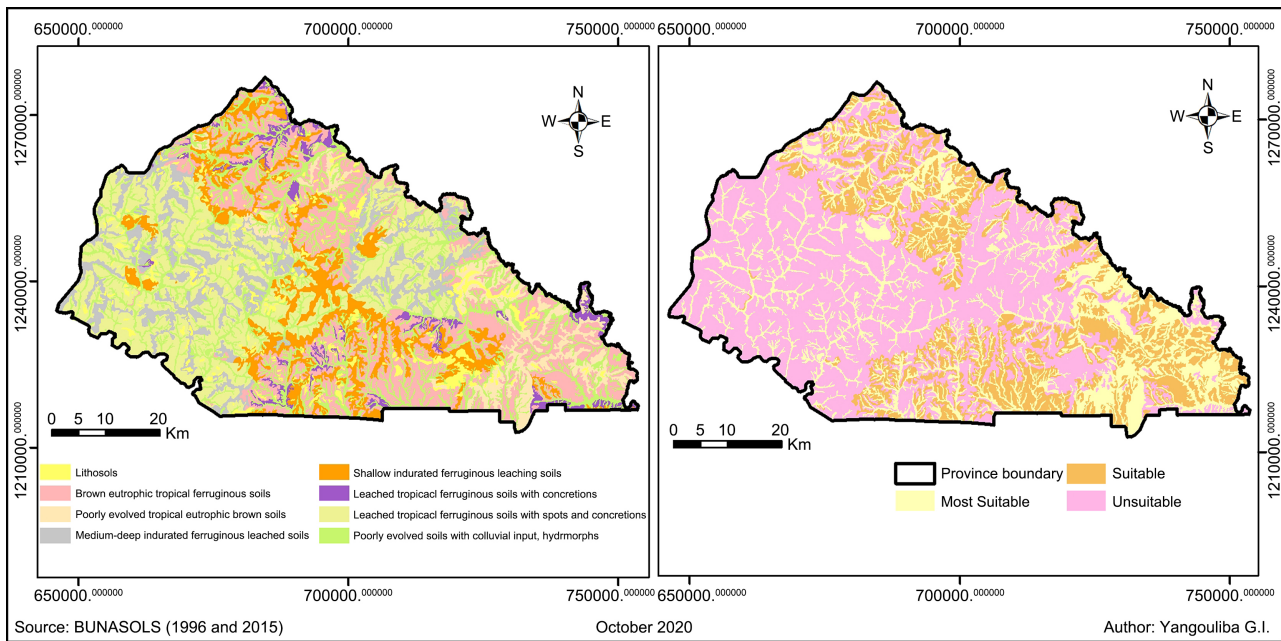 650000.000000 700000.000000 750000.000000 650000.000000 700000.000000 750000.000000
1270000.000000
1240000.000000
1210000.000000
N
W E
S
0 5 10 20
Km
Lithosols
Brown eutrophic tropical ferruginous soils
Poorly evolved tropical eutrophic brown soils
Medium-deep indurated ferruginous leached soils
Shallow indurated ferruginous leaching soils
Leached tropicacl ferruginous soils with concretions
Leached tropicacl ferruginous soils with spots and concretions
Poorly evolved soils with colluvial input, hydrmorphs
N
W E
S
1270000.000000
1240000.000000
1210000.000000
0 5 10 20
Km
Province boundary
Most Suitable
Suitable
Unsuitable
650000.000000 700000.000000 750000.000000 650000.000000 700000.000000 750000.000000
Source: BUNASOLS (1996 and 2015) October 2020 Author: Yangouliba G.I.